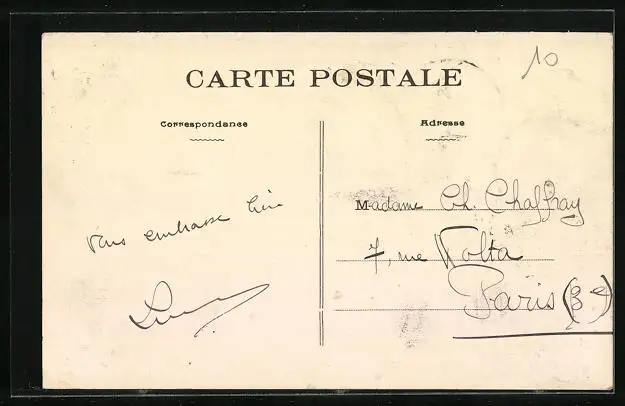 10
CARTE POSTALE
Correspondance
Adresse
Madame Ch. Chaffray
7, rue Volta
Paris (3e)
Vous embrasse bien